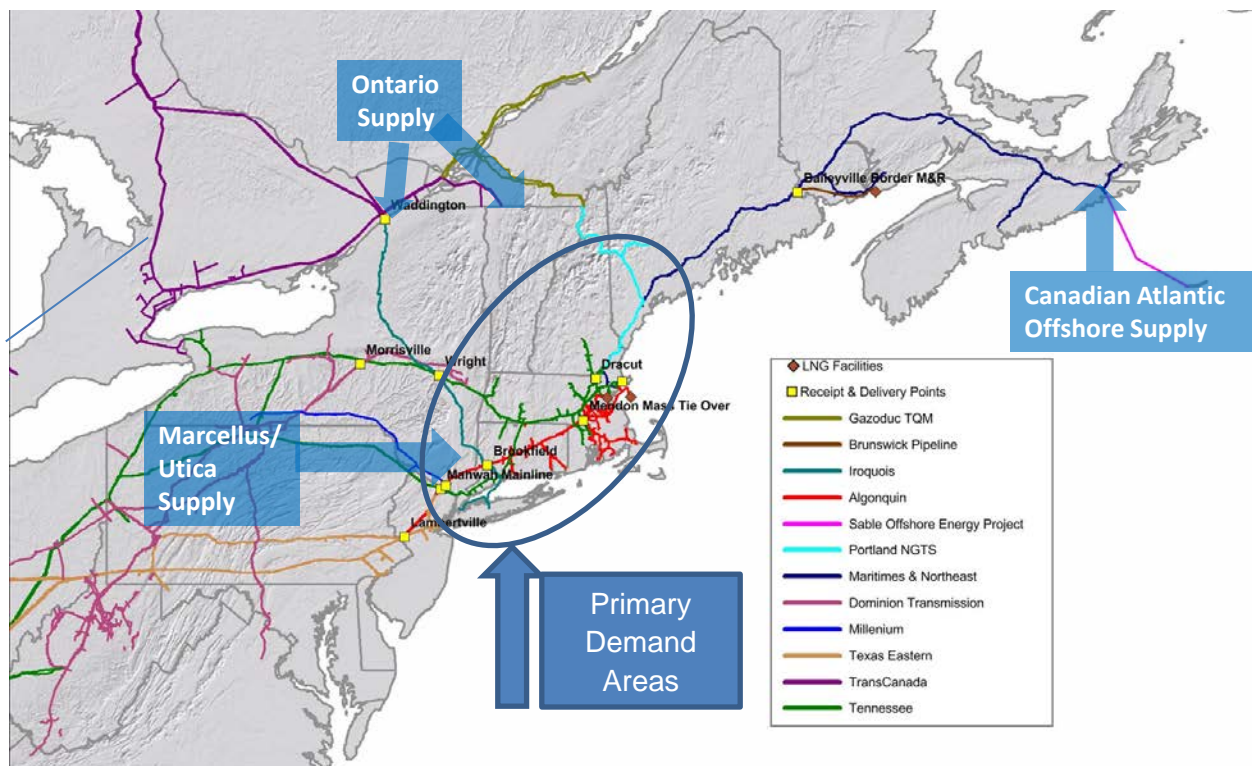 Ontario
Supply
Baileyville Border M&R
Waddington
Canadian Atlantic
Offshore Supply
Morrisville
Wright
Dracut
Mendon Mass Tie Over
Marcellus/
Utica
Supply
Brookfield
Mahwah Mainline
Lambertville
Primary
Demand
Areas
LNG Facilities
Receipt & Delivery Points
Gazoduc TQM
Brunswick Pipeline
Iroquois
Algonquin
Sable Offshore Energy Project
Portland NGTS
Maritimes & Northeast
Dominion Transmission
Millenium
Texas Eastern
TransCanada
Tennessee